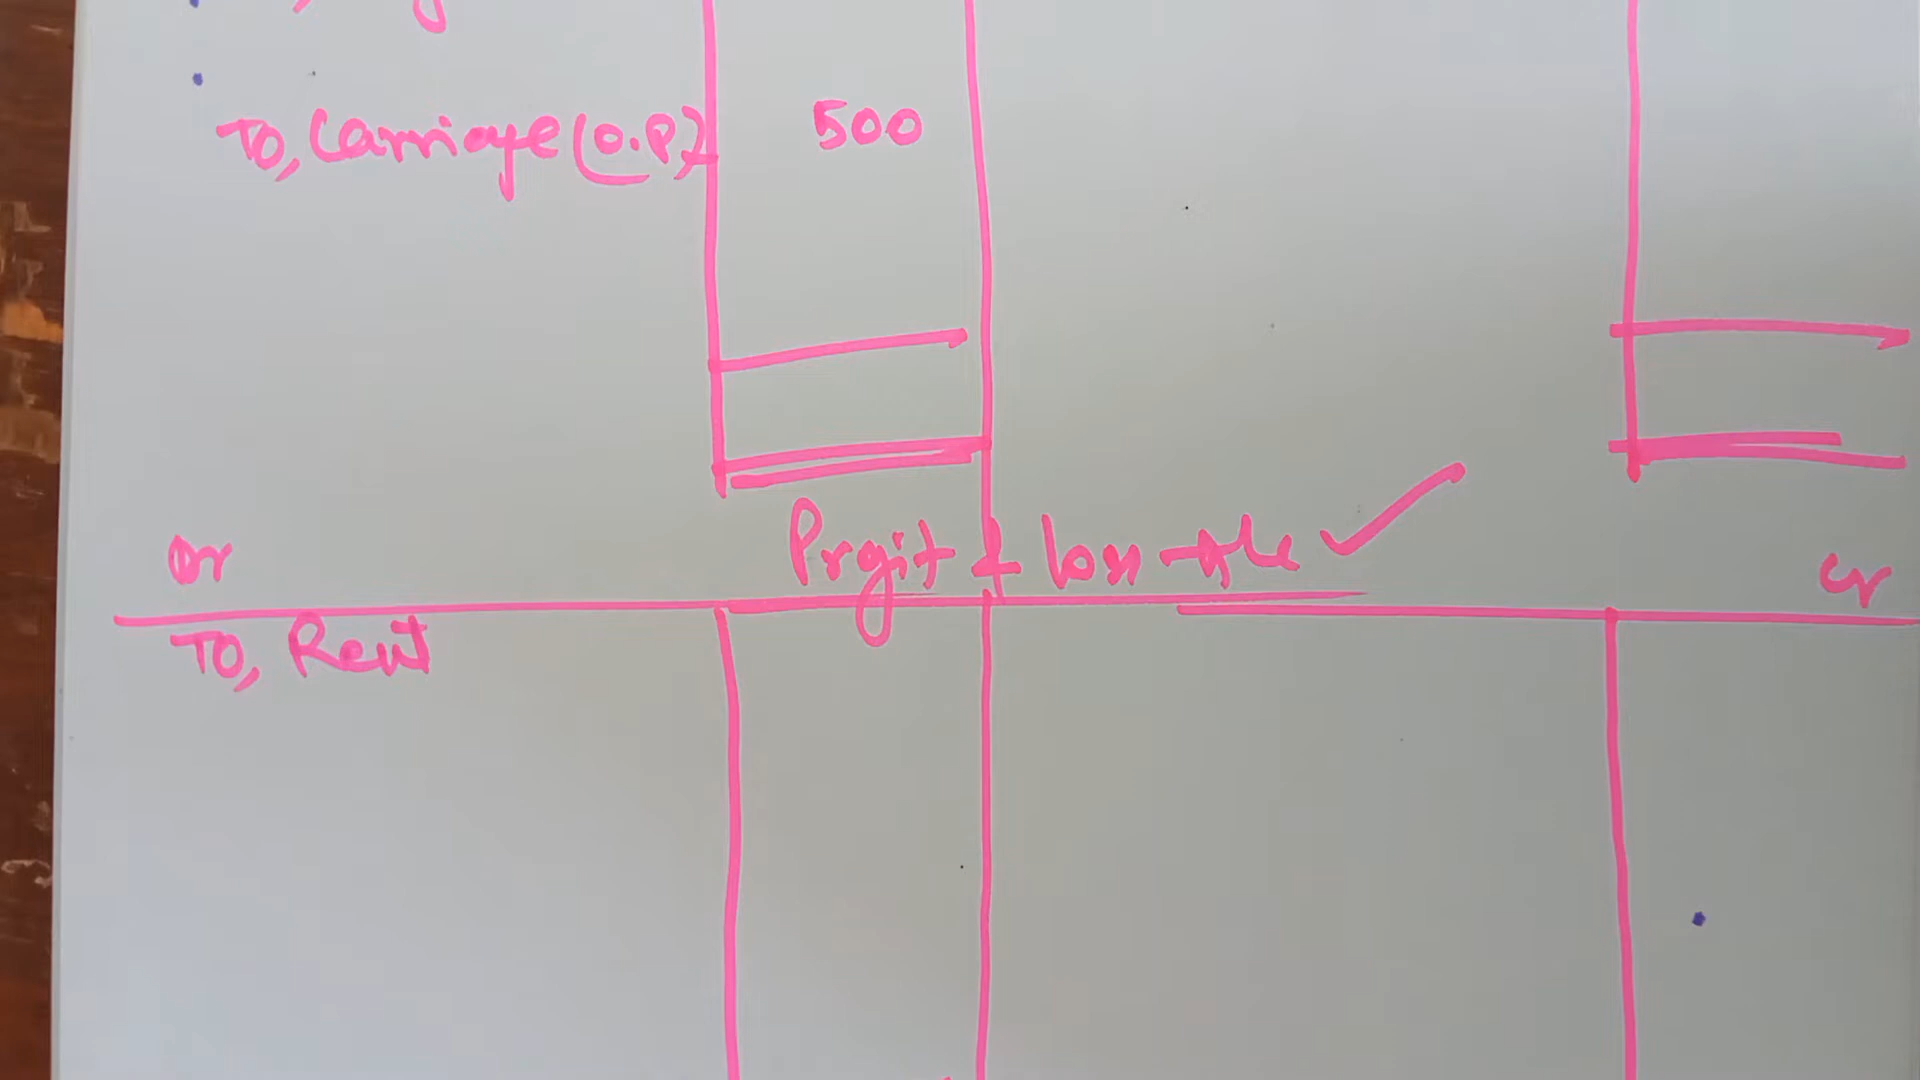 To, Carriage (O.P) 500
Profit & loss A/c
Dr Cr
To, Rent